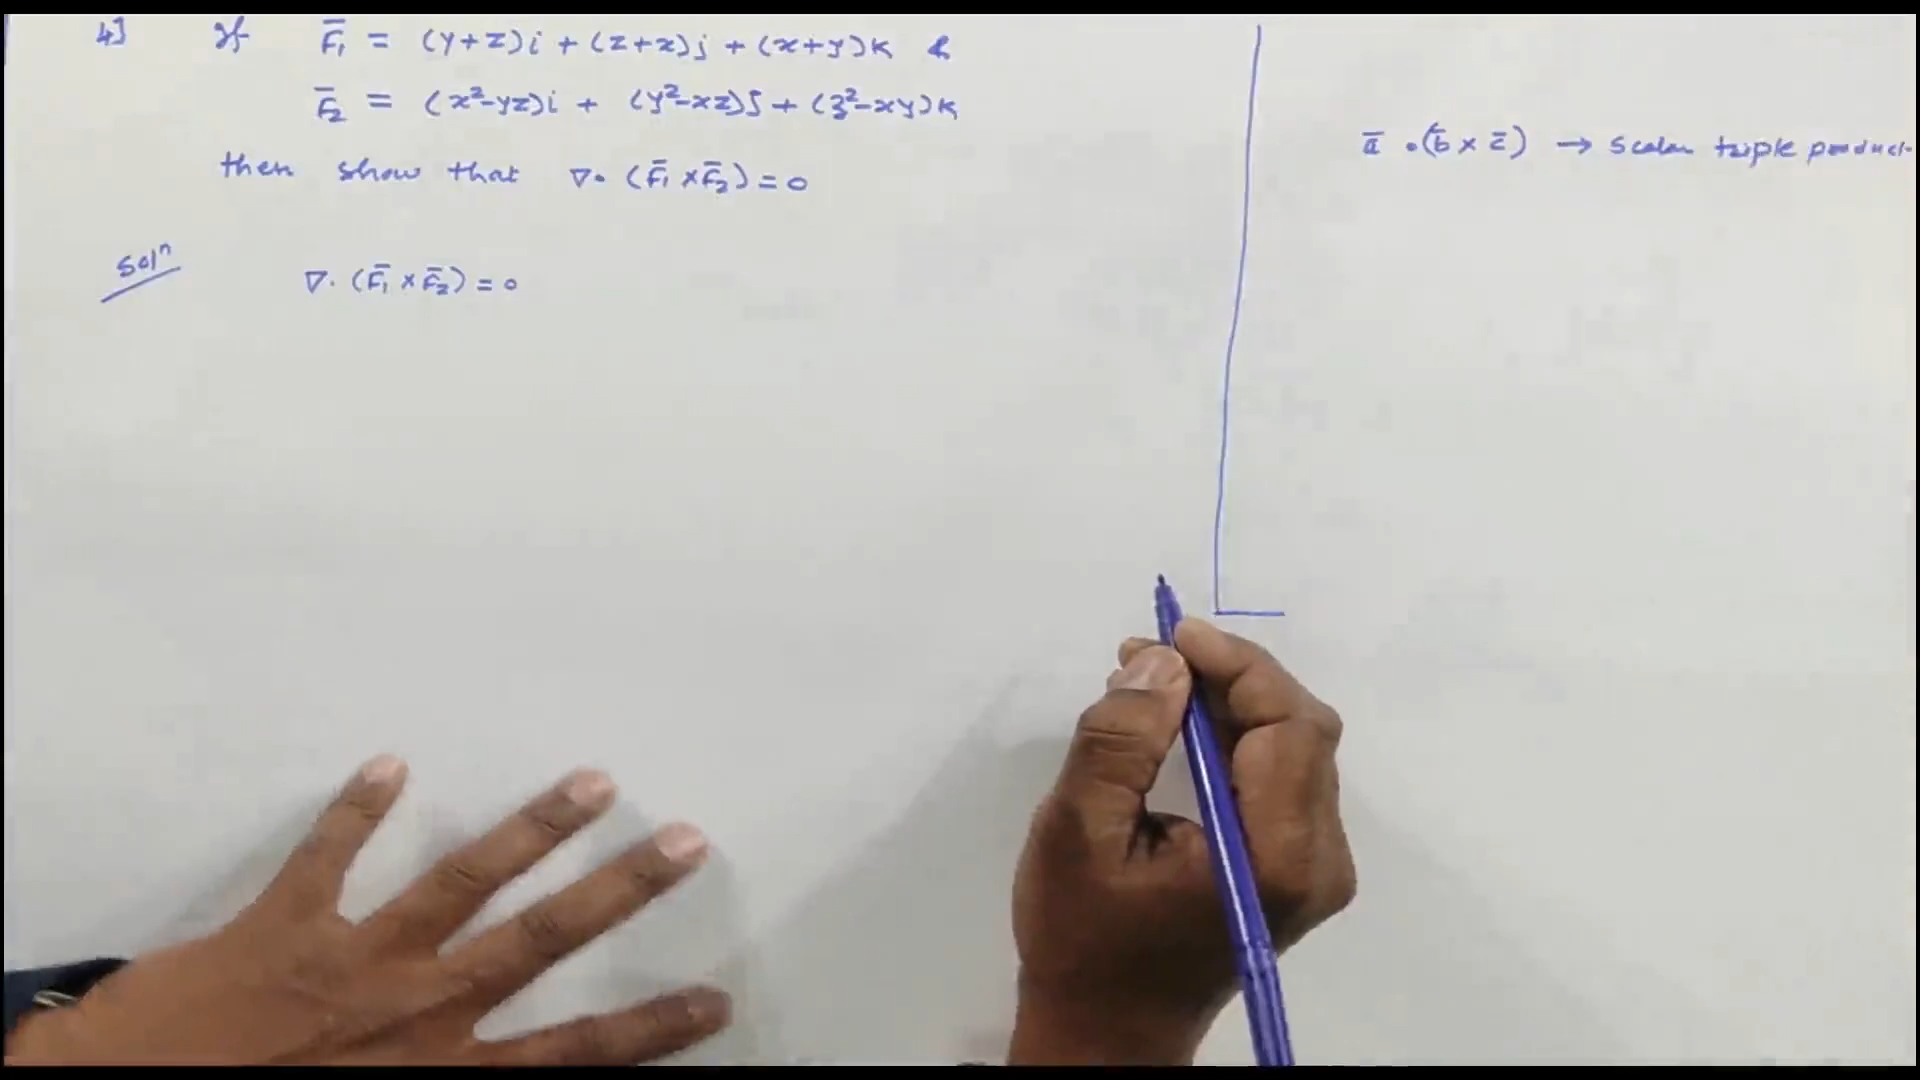 4] If F̄₁ = (y+z)i + (z+x)j + (x+y)k &
F̄₂ = (x²-yz)i + (y²-xz)j + (z²-xy)k
then show that ∇. (F̄₁ × F̄₂) = 0
Solⁿ ∇. (F̄₁ × F̄₂) = 0
ā .(b̄ × c̄) → Scalar triple product